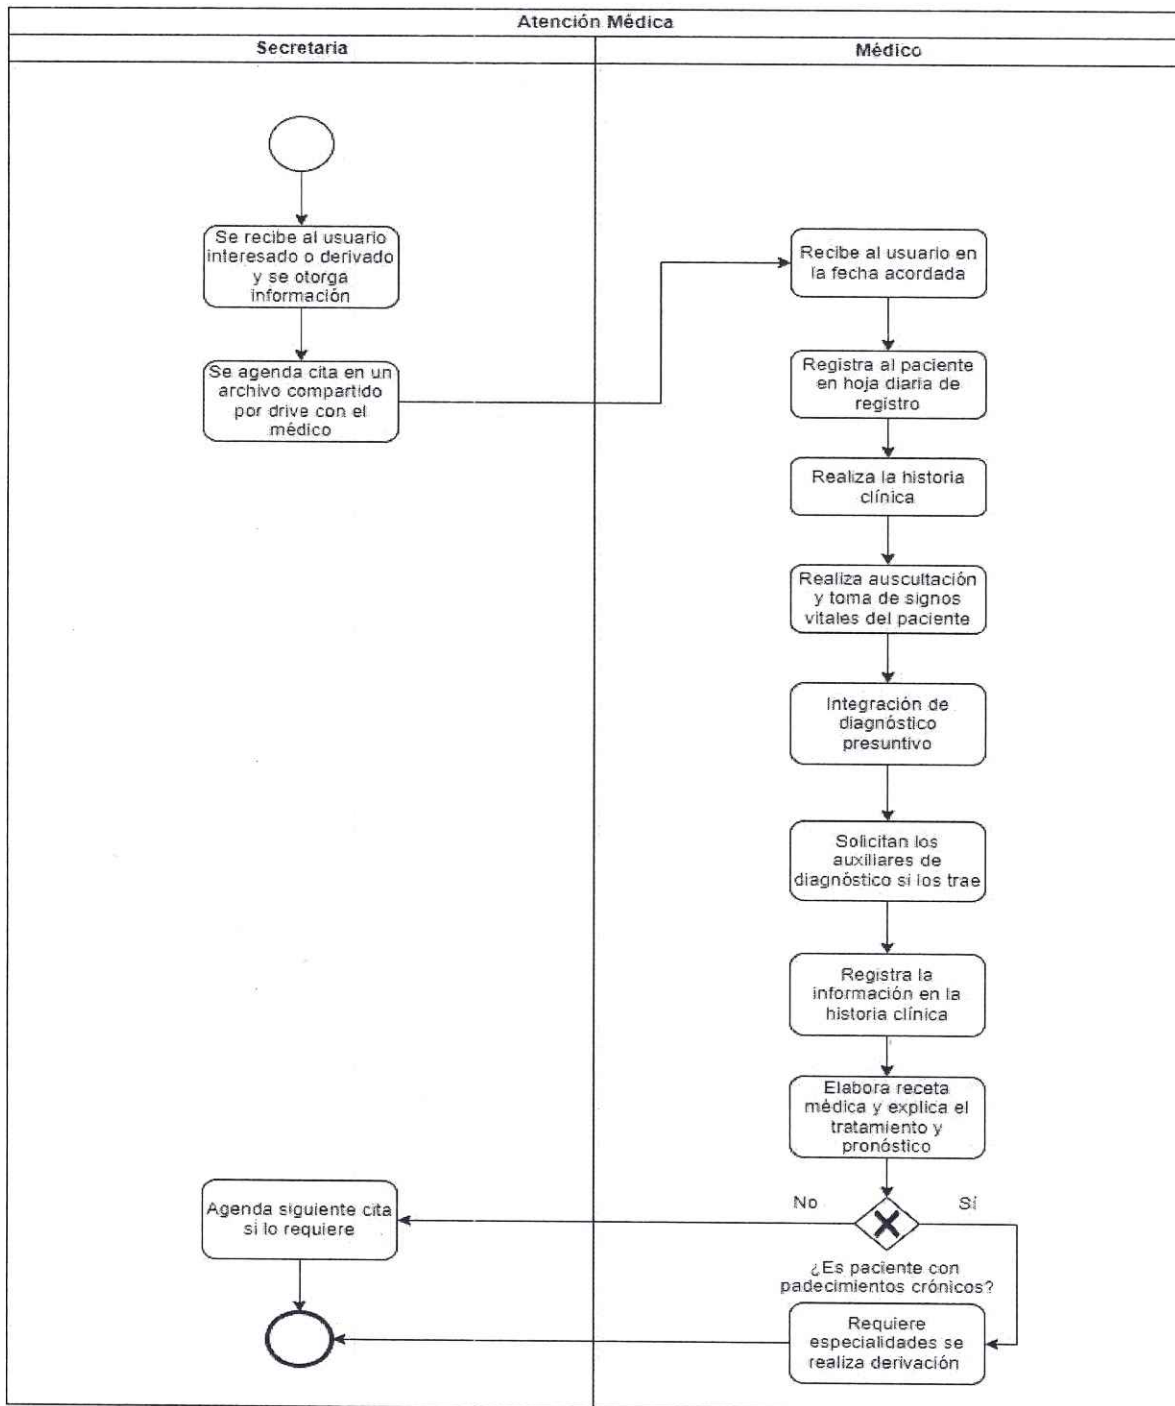 Atención Médica
Secretaria
Médico
Se recibe al usuario
interesado o derivado
y se otorga
información
Se agenda cita en un
archivo compartido
por drive con el
médico
Recibe al usuario en
la fecha acordada
Registra al paciente
en hoja diaria de
registro
Realiza la historia
clínica
Realiza auscultación
y toma de signos
vitales del paciente
Integración de
diagnóstico
presuntivo
Solicitan los
auxiliares de
diagnóstico si los trae
Registra la
información en la
historia clínica
Elabora receta
médica y explica el
tratamiento y
pronóstico
No
Sí
¿Es paciente con
padecimientos crónicos?
Agenda siguiente cita
si lo requiere
Requiere
especialidades se
realiza derivación